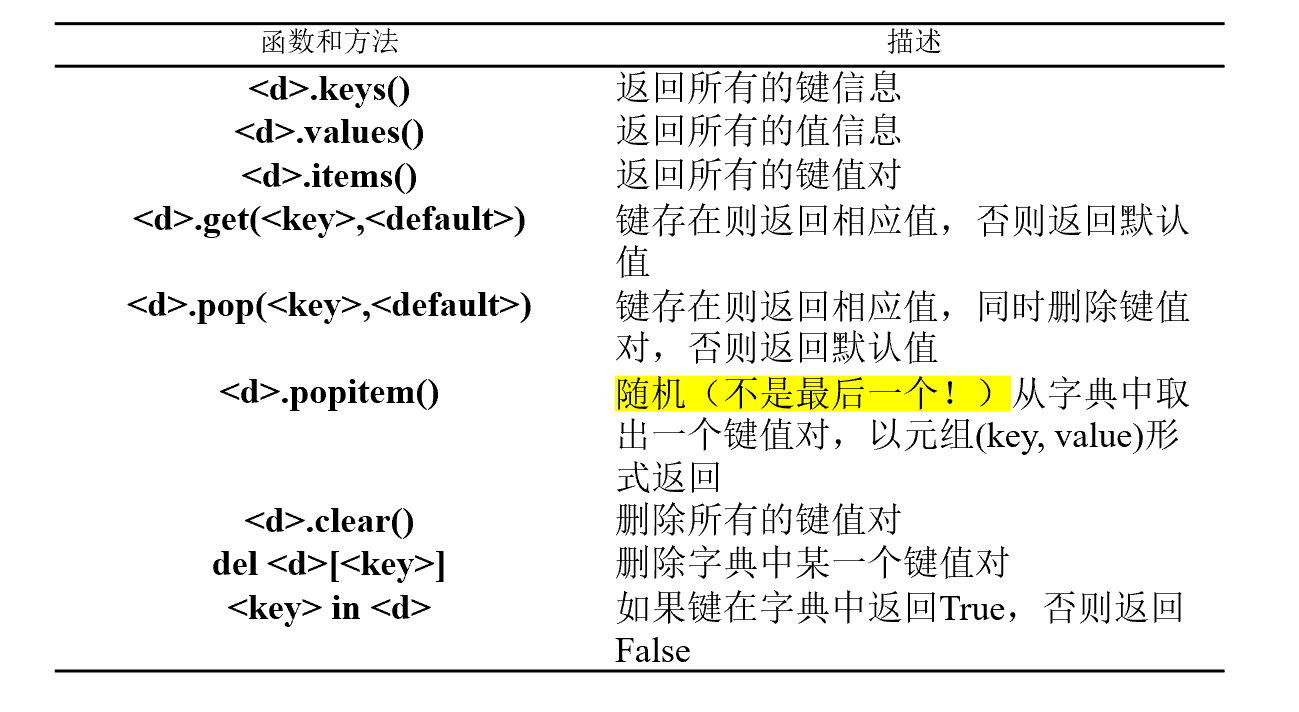 函数和方法 描述
<d>.keys() 返回所有的键信息
<d>.values() 返回所有的值信息
<d>.items() 返回所有的键值对
<d>.get(<key>,<default>) 键存在则返回相应值，否则返回默认
值
<d>.pop(<key>,<default>) 键存在则返回相应值，同时删除键值
对，否则返回默认值
<d>.popitem() 随机（不是最后一个！）从字典中取
出一个键值对，以元组(key, value)形
式返回
<d>.clear() 删除所有的键值对
del <d>[<key>] 删除字典中某一个键值对
<key> in <d> 如果键在字典中返回True，否则返回
False